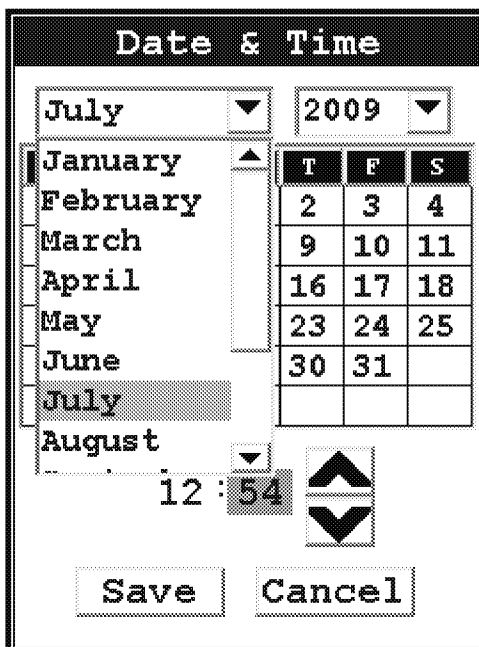 Date & Time
July 2009
January T F S
February 2 3 4
March 9 10 11
April 16 17 18
May 23 24 25
June 30 31
July
August
12:54
Save Cancel